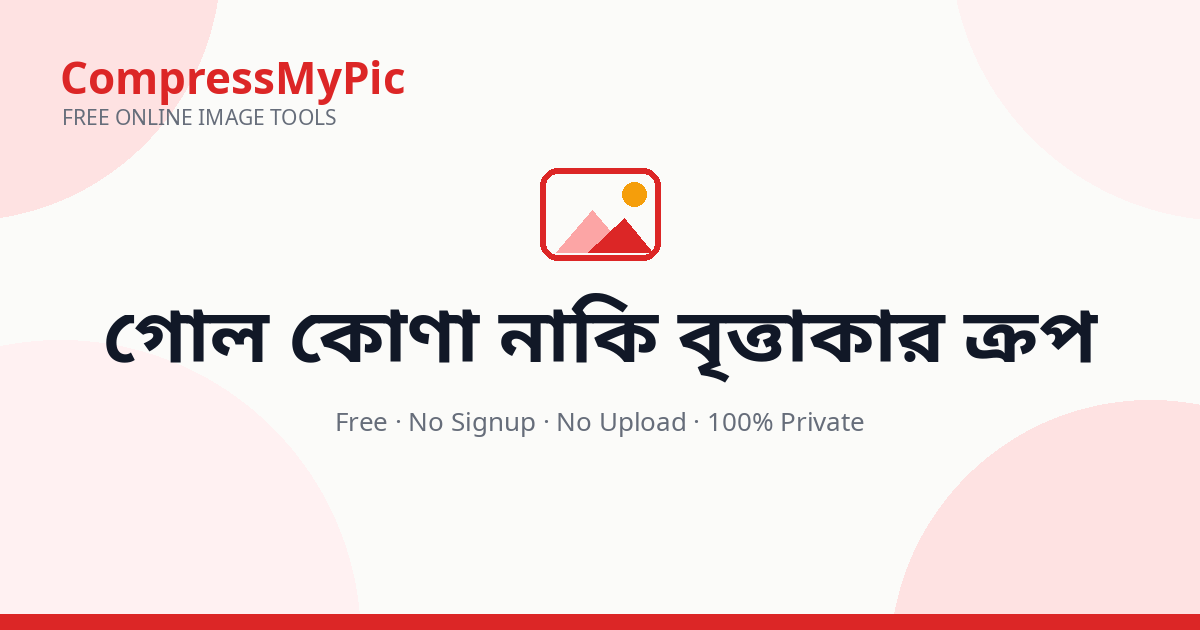 CompressMyPic
FREE ONLINE IMAGE TOOLS
গোল কোণা নাকি বৃত্তাকার ক্রপ
Free · No Signup · No Upload · 100% Private